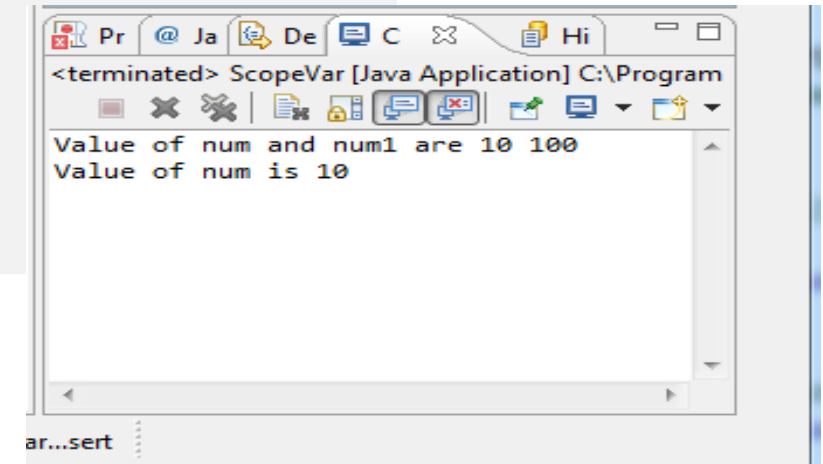 Pr @ Ja De C Hi
<terminated> ScopeVar [Java Application] C:\Program
Value of num and num1 are 10 100
Value of num is 10
ar...sert